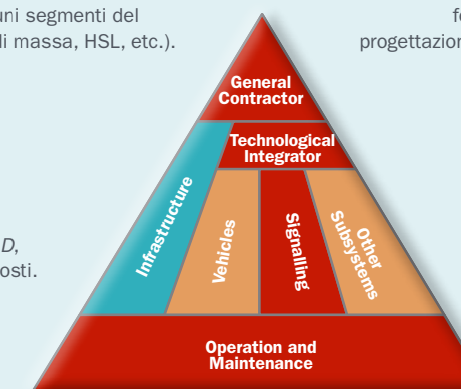 uni segmenti del
di massa, HSL, etc.).
progettazion
General
Contractor
Technological
Integrator
Infrastructure
Vehicles
Signalling
Other
Subsystems
D,
osti.
Operation and
Maintenance